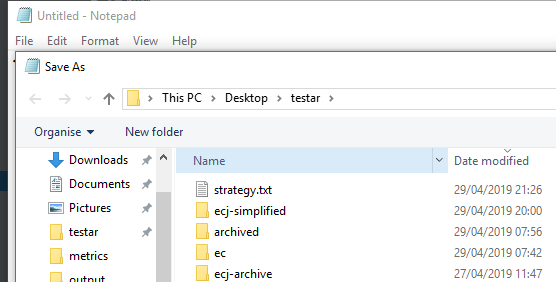 Untitled - Notepad
File Edit Format View Help
Save As
This PC > Desktop > testar >
Organise New folder
Name Date modified
Downloads
Documents
Pictures
testar
metrics
output
strategy.txt 29/04/2019 21:26
ecj-simplified 29/04/2019 20:00
archived 29/04/2019 07:56
ec 29/04/2019 07:42
ecj-archive 27/04/2019 11:47